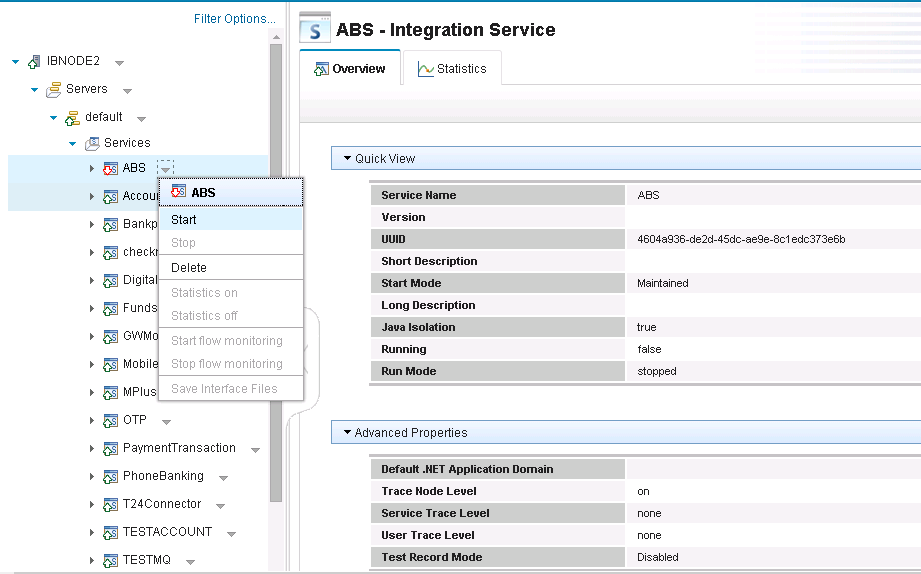 Filter Options...
IBNODE2
Servers
default
Services
ABS
Accou
Bankp
check
Digital
Funds
GWMo
Mobile
MPlus
OTP
PaymentTransaction
PhoneBanking
T24Connector
TESTACCOUNT
TESTMQ
ABS
Start
Stop
Delete
Statistics on
Statistics off
Start flow monitoring
Stop flow monitoring
Save Interface Files
S ABS - Integration Service
Overview Statistics
Quick View
Service Name ABS
Version
UUID 4604a936-de2d-45dc-ae9e-8c1edc373e6b
Short Description
Start Mode Maintained
Long Description
Java Isolation true
Running false
Run Mode stopped
Advanced Properties
Default .NET Application Domain
Trace Node Level on
Service Trace Level none
User Trace Level none
Test Record Mode Disabled